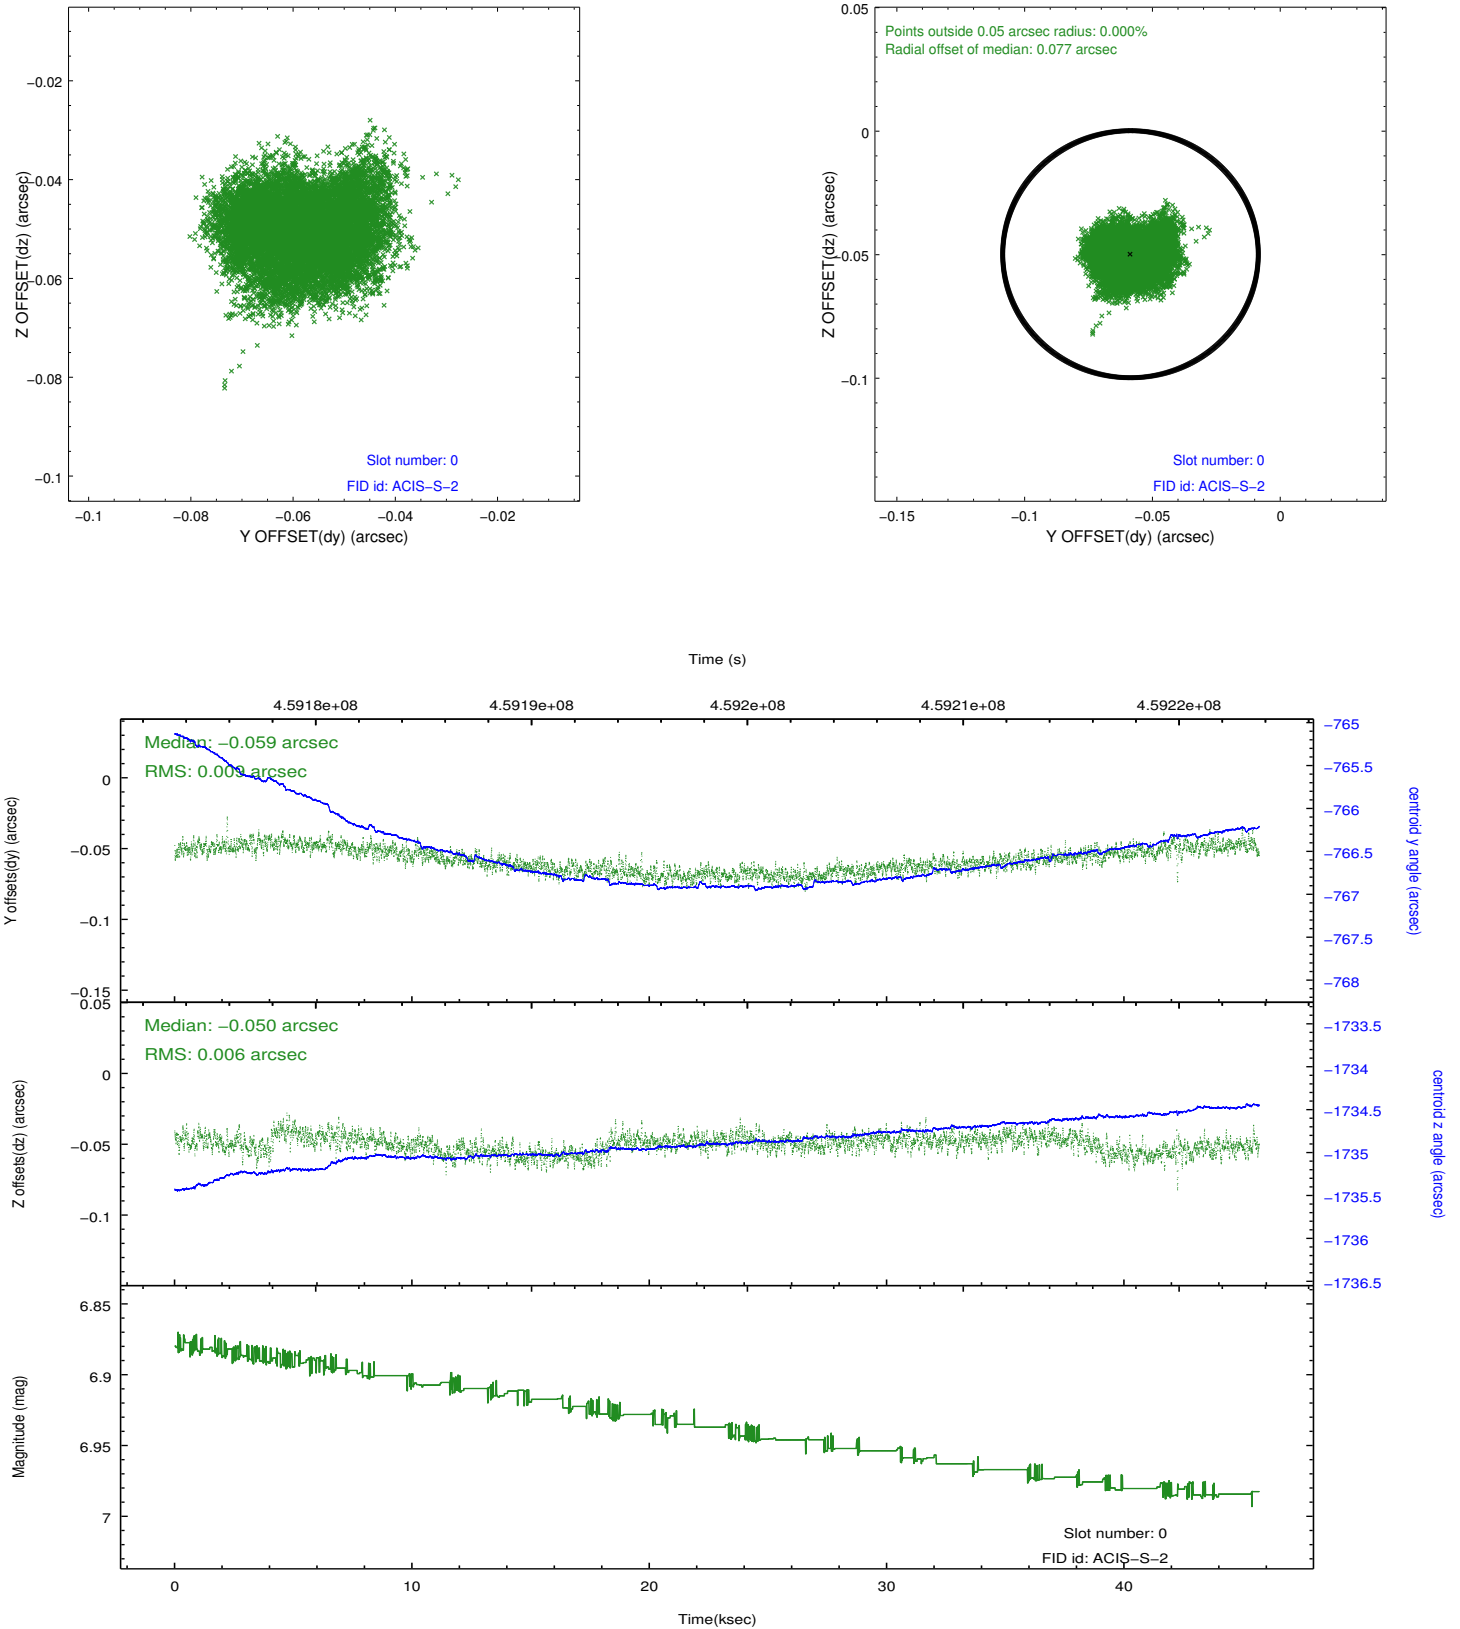 −0.02
−0.04
−0.06
−0.08
−0.1
Z OFFSET(dz) (arcsec)
Slot number: 0
FID id: ACIS−S−2
−0.1 −0.08 −0.06 −0.04 −0.02
Y OFFSET(dy) (arcsec)
0.05
0
−0.05
−0.1
Z OFFSET(dz) (arcsec)
Points outside 0.05 arcsec radius: 0.000%
Radial offset of median: 0.077 arcsec
Slot number: 0
FID id: ACIS−S−2
−0.15 −0.1 −0.05 0
Y OFFSET(dy) (arcsec)
Time (s)
4.5918e+08 4.5919e+08 4.592e+08 4.5921e+08 4.5922e+08
Median: −0.059 arcsec
RMS: 0.009 arcsec
0
−0.05
−0.1
−0.15
Y offsets(dy) (arcsec)
−765
−765.5
−766
−766.5
−767
−767.5
−768
centroid y angle (arcsec)
Median: −0.050 arcsec
RMS: 0.006 arcsec
0.05
0
−0.05
−0.1
Z offsets(dz) (arcsec)
−1733.5
−1734
−1734.5
−1735
−1735.5
−1736
−1736.5
centroid z angle (arcsec)
6.85
6.9
6.95
7
Magnitude (mag)
Slot number: 0
FID id: ACIS−S−2
0 10 20 30 40
Time(ksec)